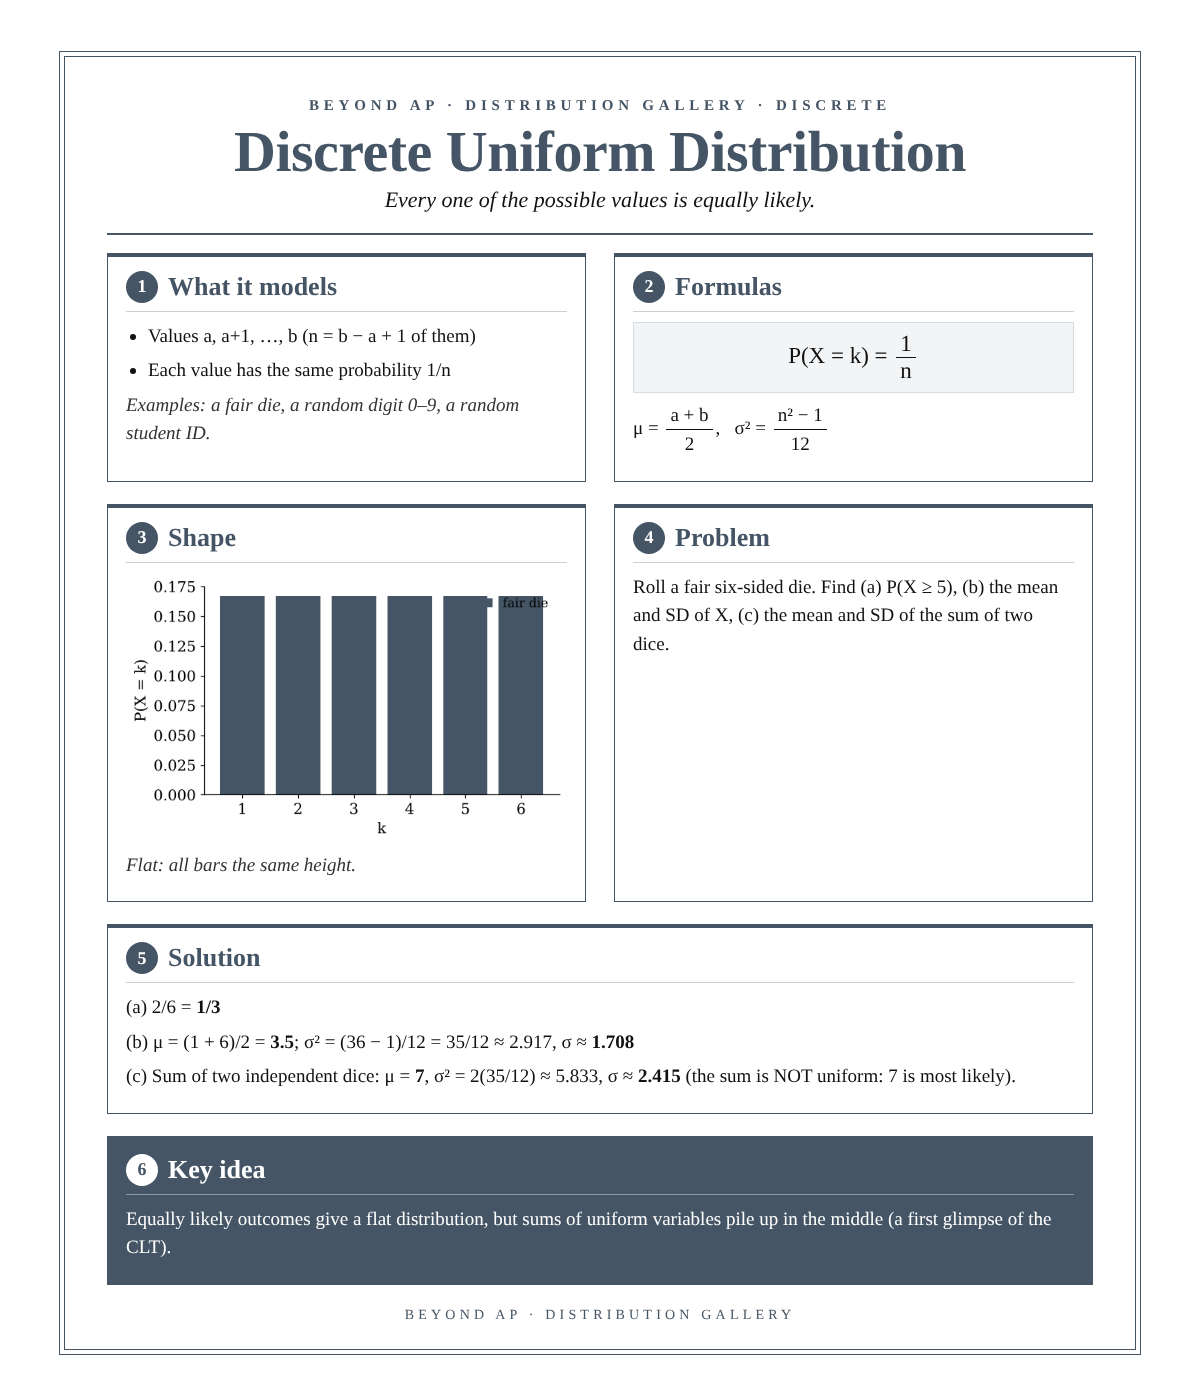 BEYOND AP · DISTRIBUTION GALLERY · DISCRETE
Discrete Uniform Distribution
Every one of the possible values is equally likely.
1 What it models
• Values a, a+1, …, b (n = b − a + 1 of them)
• Each value has the same probability 1/n
Examples: a fair die, a random digit 0–9, a random
student ID.
2 Formulas
P(X = k) = 1/n
μ = (a + b)/2, σ² = (n² − 1)/12
3 Shape
0.175
0.150
0.125
0.100
0.075
0.050
0.025
0.000
P(X = k)
fair die
1 2 3 4 5 6
k
Flat: all bars the same height.
4 Problem
Roll a fair six-sided die. Find (a) P(X ≥ 5), (b) the mean
and SD of X, (c) the mean and SD of the sum of two
dice.
5 Solution
(a) 2/6 = 1/3
(b) μ = (1 + 6)/2 = 3.5; σ² = (36 − 1)/12 = 35/12 ≈ 2.917, σ ≈ 1.708
(c) Sum of two independent dice: μ = 7, σ² = 2(35/12) ≈ 5.833, σ ≈ 2.415 (the sum is NOT uniform: 7 is most likely).
6 Key idea
Equally likely outcomes give a flat distribution, but sums of uniform variables pile up in the middle (a first glimpse of the
CLT).
BEYOND AP · DISTRIBUTION GALLERY